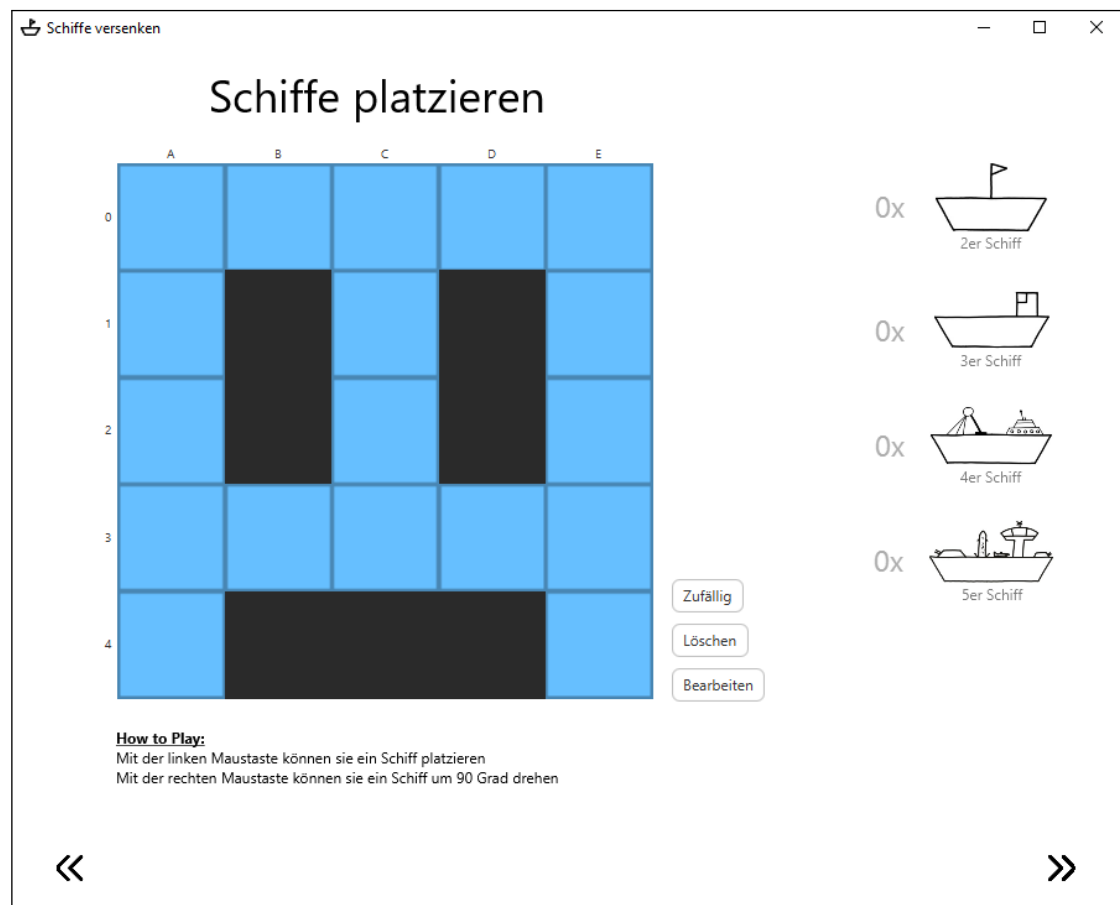 Schiffe versenken
Schiffe platzieren
A B C D E
0
1
2
3
4
0x
2er Schiff
0x
3er Schiff
0x
4er Schiff
0x
5er Schiff
Zufällig
Löschen
Bearbeiten
How to Play:
Mit der linken Maustaste können sie ein Schiff platzieren
Mit der rechten Maustaste können sie ein Schiff um 90 Grad drehen